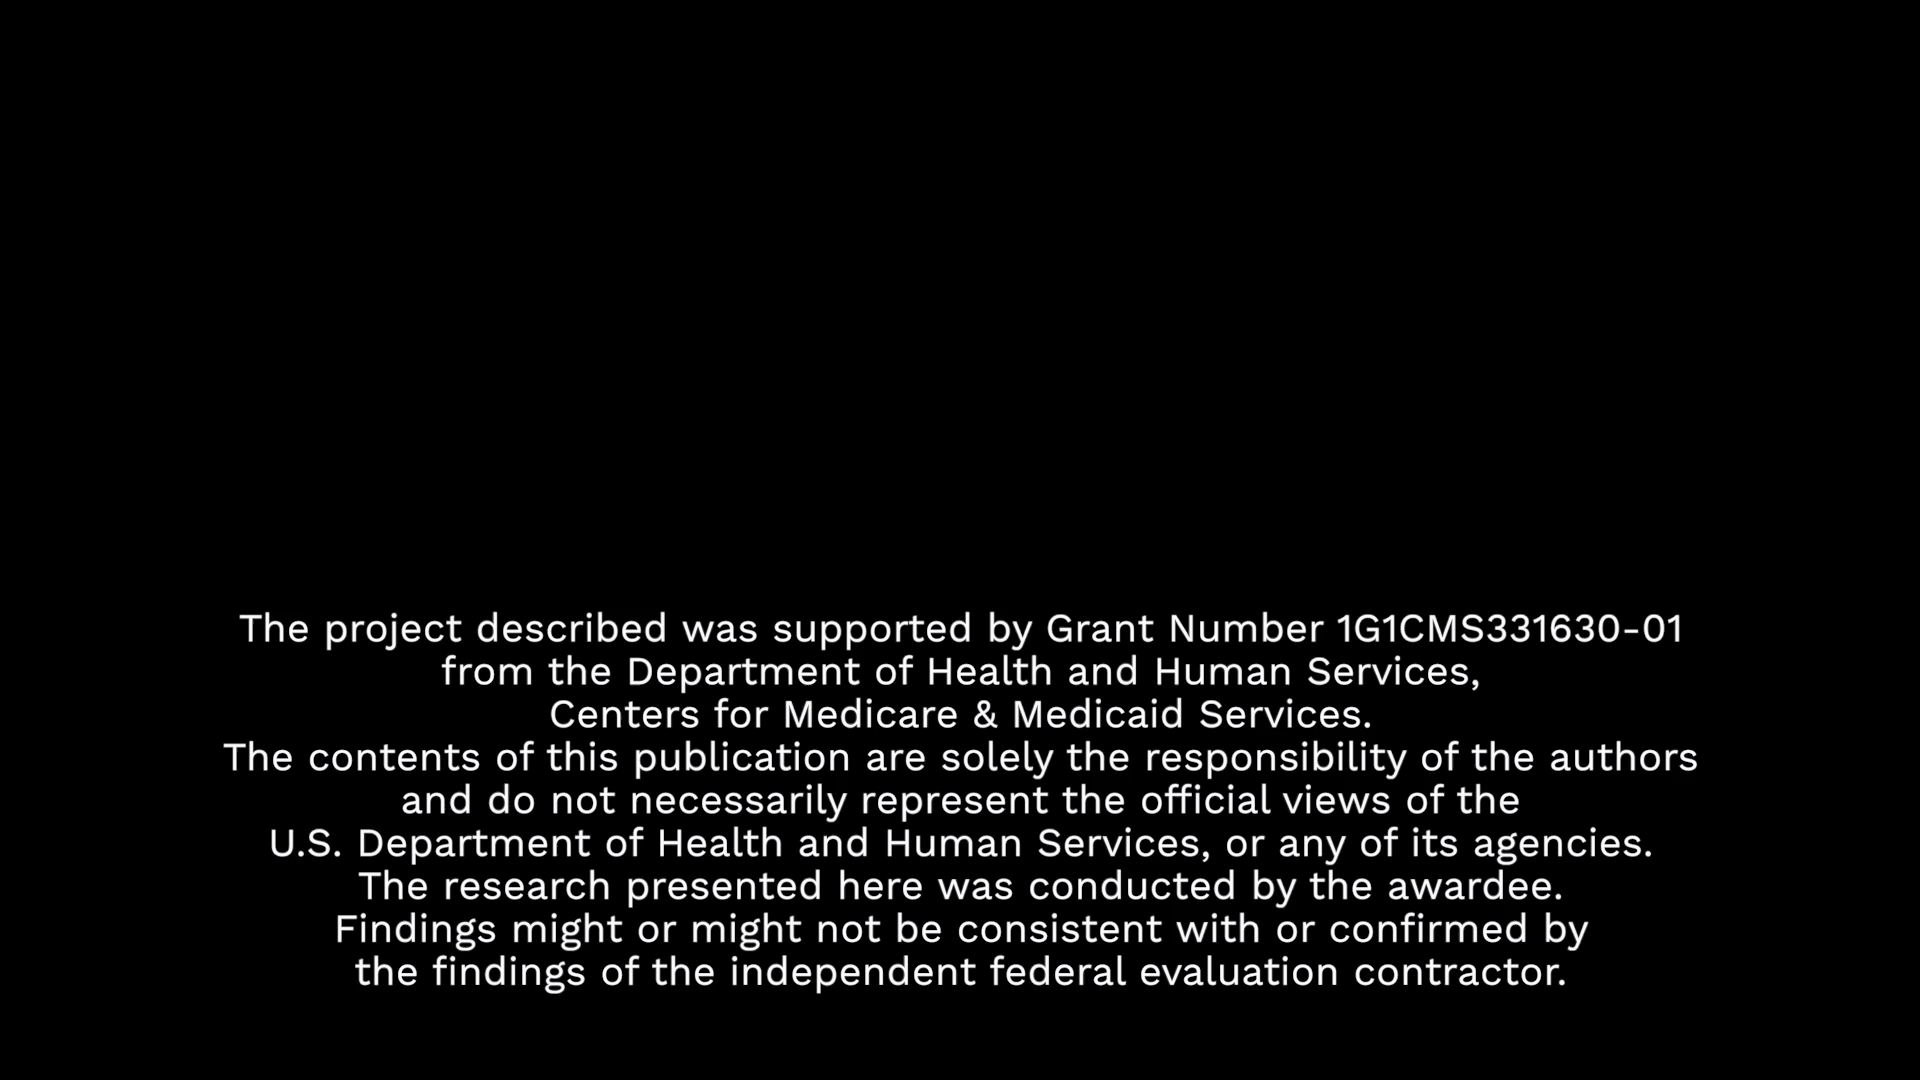 The project described was supported by Grant Number 1G1CMS331630-01
from the Department of Health and Human Services,
Centers for Medicare & Medicaid Services.
The contents of this publication are solely the responsibility of the authors
and do not necessarily represent the official views of the
U.S. Department of Health and Human Services, or any of its agencies.
The research presented here was conducted by the awardee.
Findings might or might not be consistent with or confirmed by
the findings of the independent federal evaluation contractor.